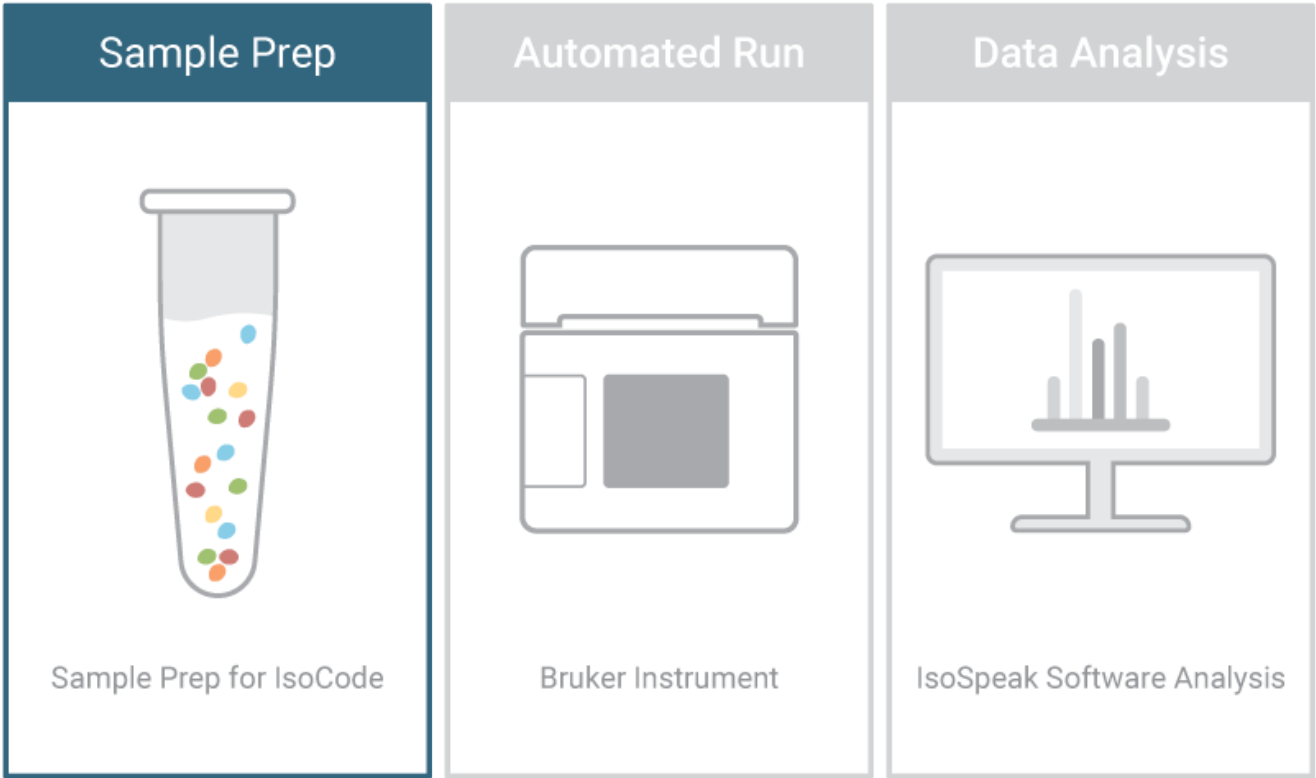 Sample Prep
Automated Run
Data Analysis
Sample Prep for IsoCode
Bruker Instrument
IsoSpeak Software Analysis